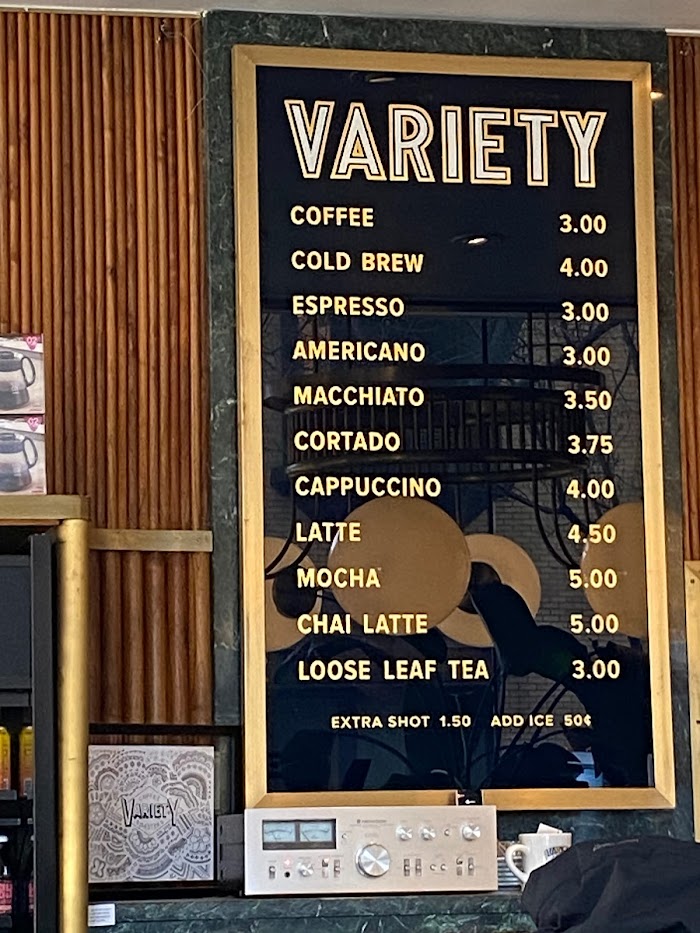 VARIETY
COFFEE 3.00
COLD BREW 4.00
ESPRESSO 3.00
AMERICANO 3.00
MACCHIATO 3.50
CORTADO 3.75
CAPPUCCINO 4.00
LATTE 4.50
MOCHA 5.00
CHAI LATTE 5.00
LOOSE LEAF TEA 3.00
EXTRA SHOT 1.50 ADD ICE 50¢
02
02
VARIETY